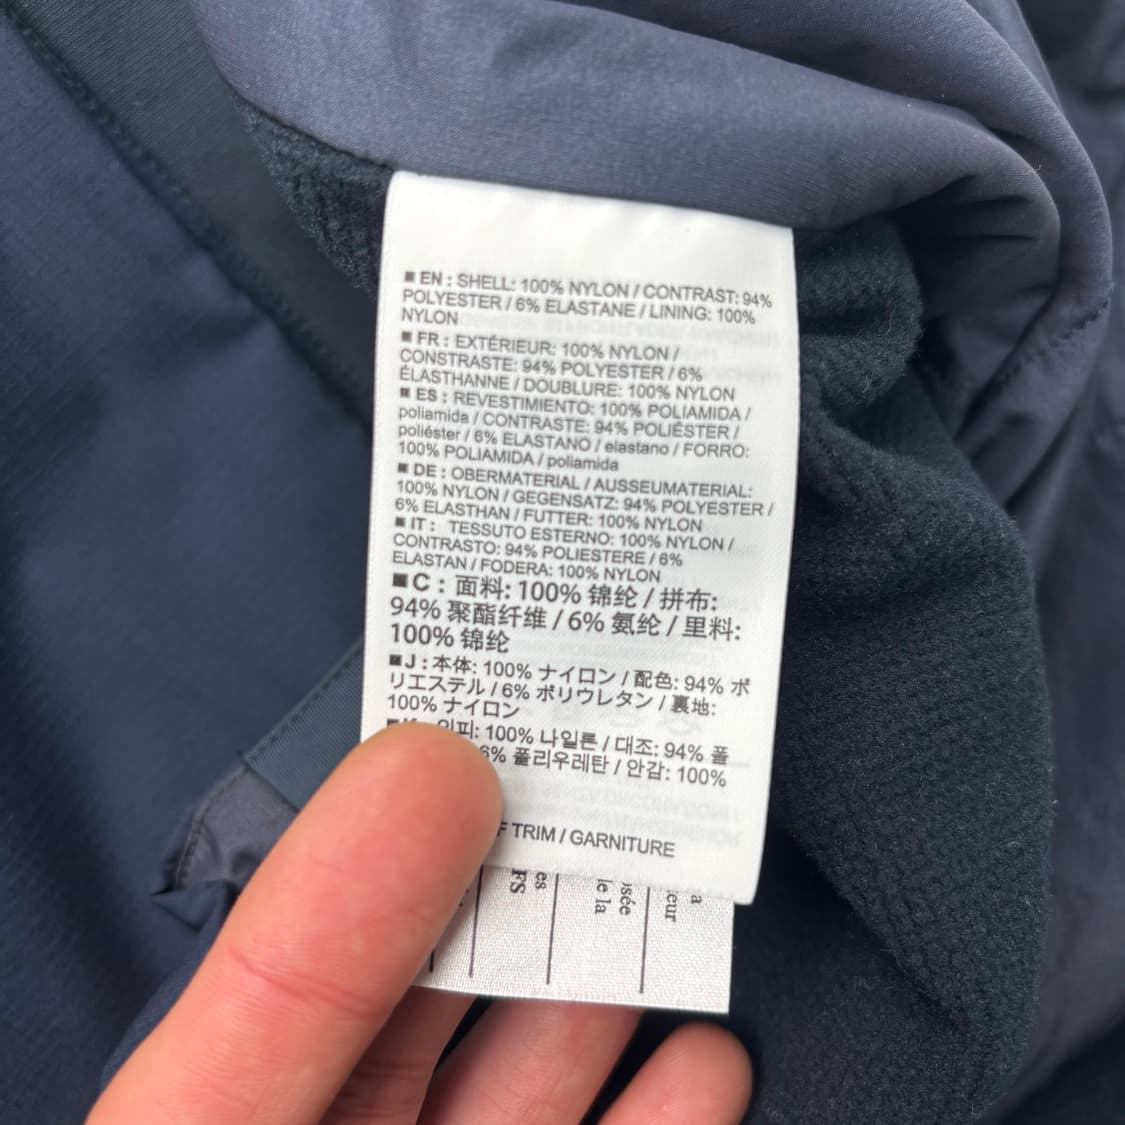 ■ EN : SHELL: 100% NYLON / CONTRAST: 94%
POLYESTER / 6% ELASTANE / LINING: 100%
NYLON
■ FR : EXTÉRIEUR: 100% NYLON /
CONSTRASTE: 94% POLYESTER / 6%
ÉLASTHANNE / DOUBLURE: 100% NYLON
■ ES : REVESTIMIENTO: 100% POLIAMIDA /
poliamida / CONTRASTE: 94% POLIÉSTER /
poliéster / 6% ELASTANO / elastano / FORRO:
100% POLIAMIDA / poliamida
■ DE : OBERMATERIAL / AUSSEUMATERIAL:
100% NYLON / GEGENSATZ: 94% POLYESTER /
6% ELASTHAN / FUTTER: 100% NYLON
■ IT : TESSUTO ESTERNO: 100% NYLON /
CONTRASTO: 94% POLIESTERE / 6%
ELASTAN / FODERA: 100% NYLON
■ C : 面料: 100% 锦纶 / 拼布:
94% 聚酯纤维 / 6% 氨纶 / 里料:
100% 锦纶
■ J : 本体: 100% ナイロン / 配色: 94% ポ
リエステル / 6% ポリウレタン / 裏地:
100% ナイロン
100% 나일론 / 대조: 94% 폴
6% 폴리우레탄 / 안감: 100%
TRIM / GARNITURE
de la